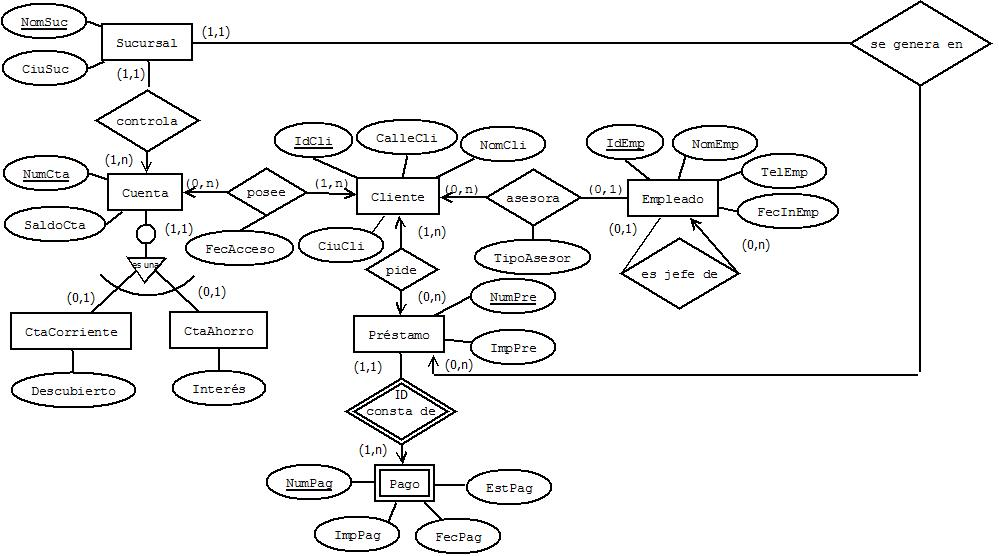 NomSuc
(1,1)
Sucursal
se genera en
CiuSuc
(1,1)
controla
IdCli
CalleCli
NomCli
IdEmp
NomEmp
(1,n)
NumCta
Cuenta
(0,n)
posee
(1,n)
Cliente
(0,n)
asesora
(0,1)
Empleado
TelEmp
SaldoCta
(1,1)
FecAcceso
CiuCli
(1,n)
TipoAsesor
(0,1)
FecInEmp
(0,n)
es una
pide
es jefe de
(0,1)
(0,1)
(0,n)
NumPre
CtaCorriente
CtaAhorro
Préstamo
ImpPre
(1,1)
(0,n)
Descubierto
Interés
ID
consta de
(1,n)
NumPag
Pago
EstPag
ImpPag
FecPag